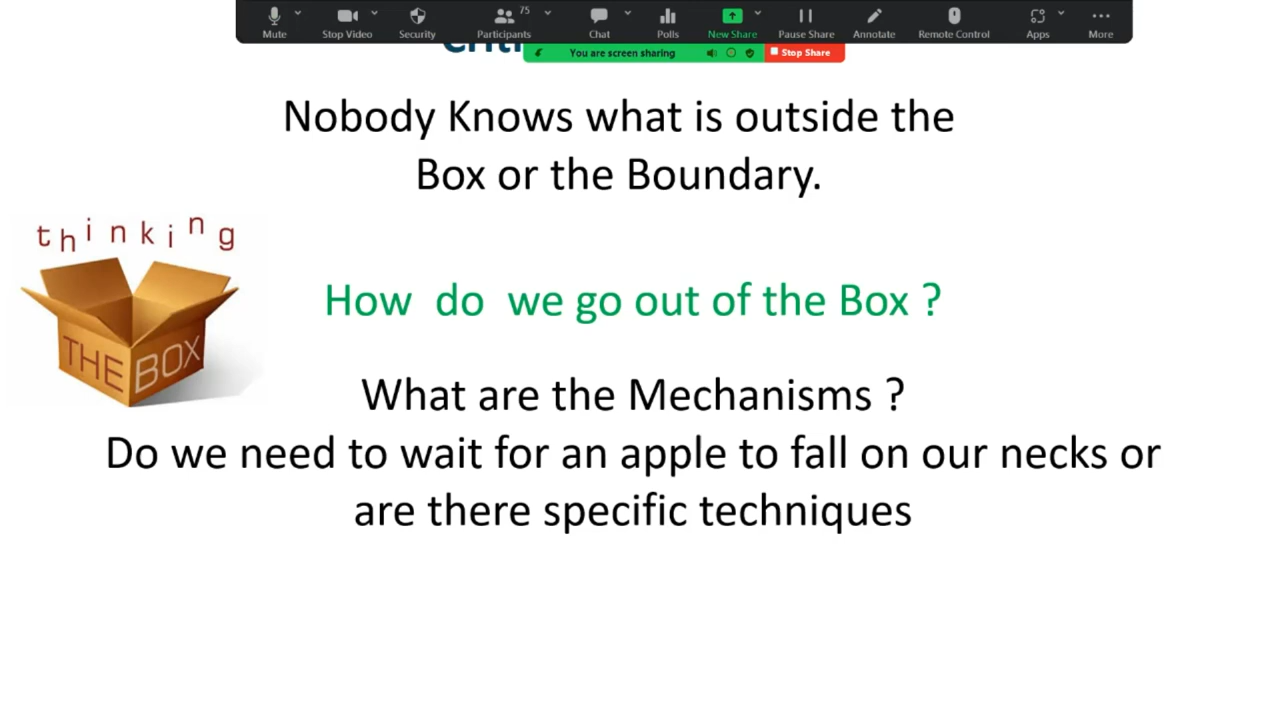 Mute
Stop Video
Security
75
Participants
Chat
Polls
New Share
Pause Share
Annotate
Remote Control
Apps
More
You are screen sharing
Stop Share
Nobody Knows what is outside the
Box or the Boundary.
thinking
THE BOX
How do we go out of the Box ?
What are the Mechanisms ?
Do we need to wait for an apple to fall on our necks or
are there specific techniques